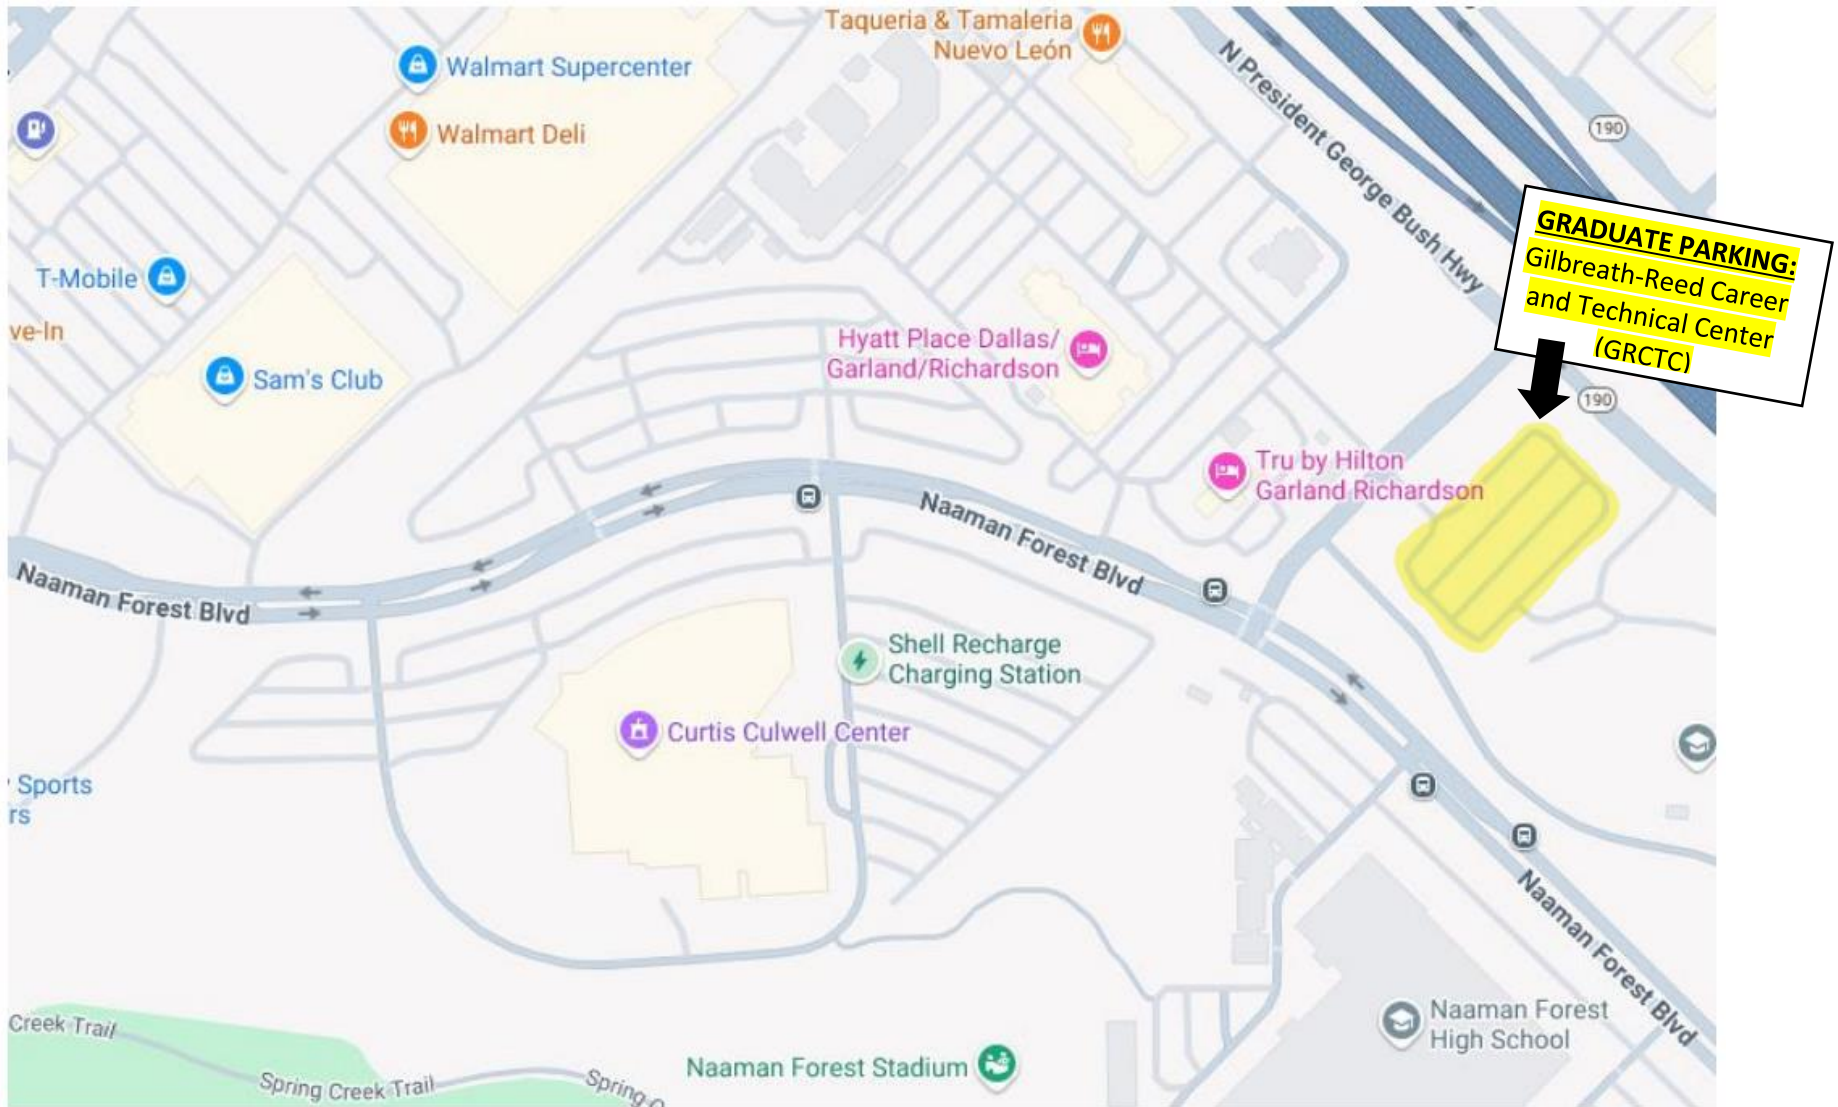 Taqueria & Tamaleria
Nuevo León
Walmart Supercenter
Walmart Deli
N President George Bush Hwy
190
GRADUATE PARKING:
Gilbreath-Reed Career
and Technical Center
(GRCTC)
T-Mobile
ve-In
Sam's Club
Hyatt Place Dallas/
Garland/Richardson
190
Tru by Hilton
Garland Richardson
Naaman Forest Blvd
Naaman Forest Blvd
Shell Recharge
Charging Station
Curtis Culwell Center
Sports
rs
Naaman Forest Blvd
Naaman Forest
High School
Creek Trail
Spring Creek Trail
Spring
Naaman Forest Stadium